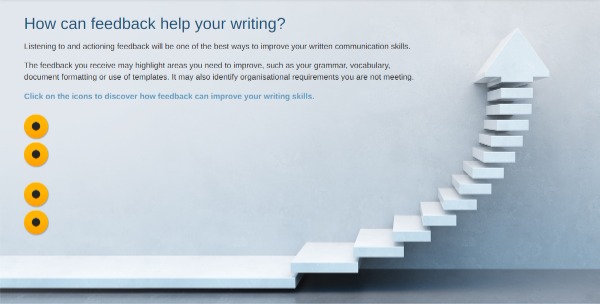 How can feedback help your writing?
Listening to and actioning feedback will be one of the best ways to improve your written communication skills.
The feedback you receive may highlight areas you need to improve, such as your grammar, vocabulary,
document formatting or use of templates. It may also identify organisational requirements you are not meeting.
Click on the icons to discover how feedback can improve your writing skills.